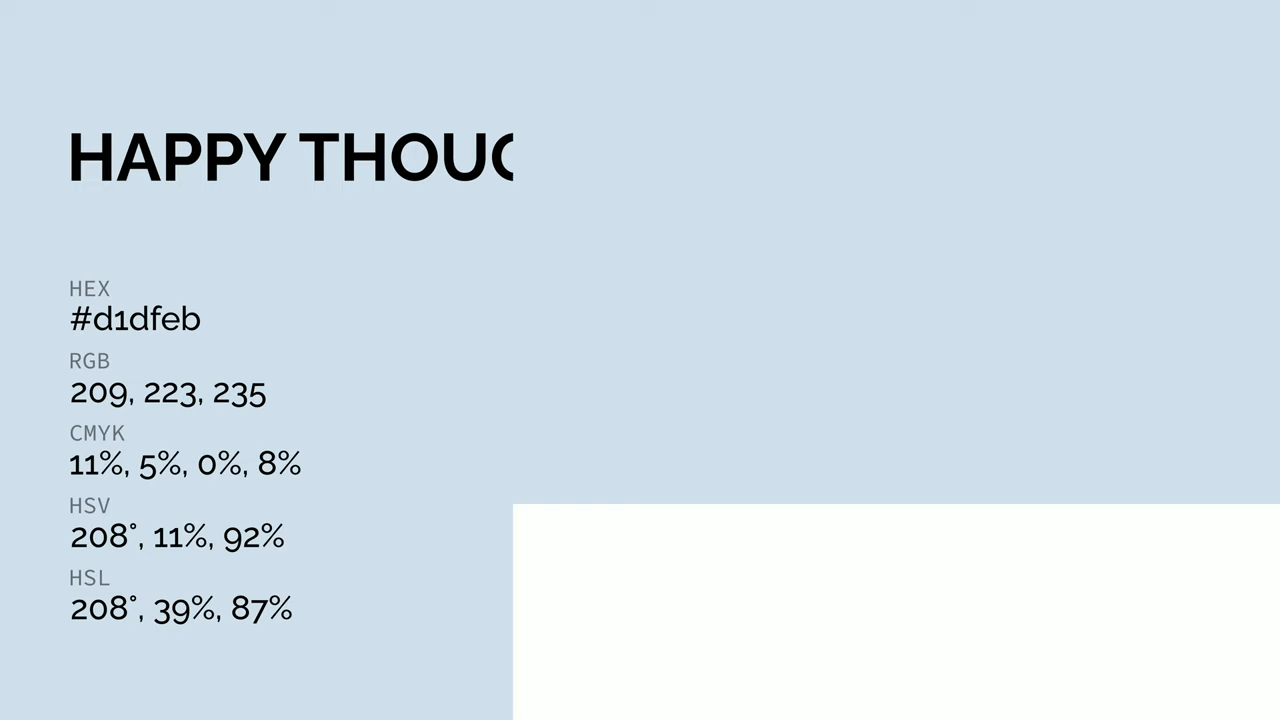 HAPPY THOUG
HEX
#d1dfeb
RGB
209, 223, 235
CMYK
11%, 5%, 0%, 8%
HSV
208°, 11%, 92%
HSL
208°, 39%, 87%